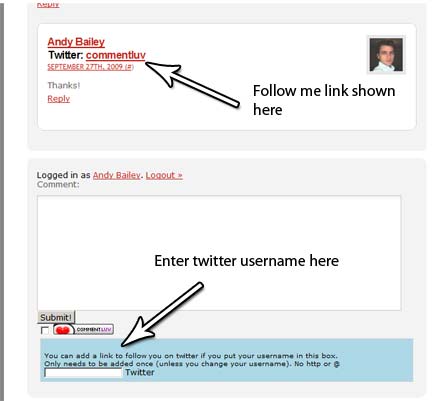 Reply
Andy Bailey
Twitter: commentluv
SEPTEMBER 27TH, 2009 (#)
Thanks!
Reply
Follow me link shown
here
Logged in as Andy Bailey. Logout »
Comment:
Enter twitter username here
Submit!
COMMENTLUV
You can add a link to follow you on twitter if you put your username in this box.
Only needs to be added once (unless you change your username). No http or @
Twitter